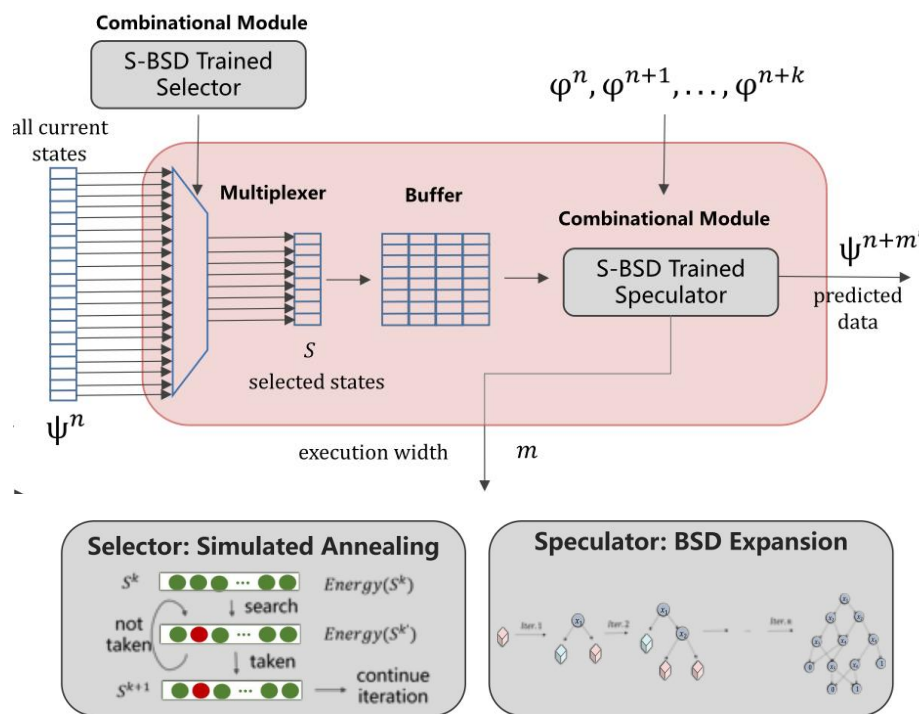 Combinational Module
S-BSD Trained
Selector
all current
states
φⁿ, φⁿ⁺¹, . . . , φⁿ⁺ᵏ
Multiplexer
Buffer
Combinational Module
S-BSD Trained
Speculator
ψⁿ⁺ᵐ
predicted
data
S
selected states
ψⁿ
execution width
m
Selector: Simulated Annealing
Sᵏ
Energy(Sᵏ)
search
not
taken
Energy(Sᵏ')
taken
Sᵏ⁺¹
continue
iteration
Speculator: BSD Expansion
Iter.1
Iter.2